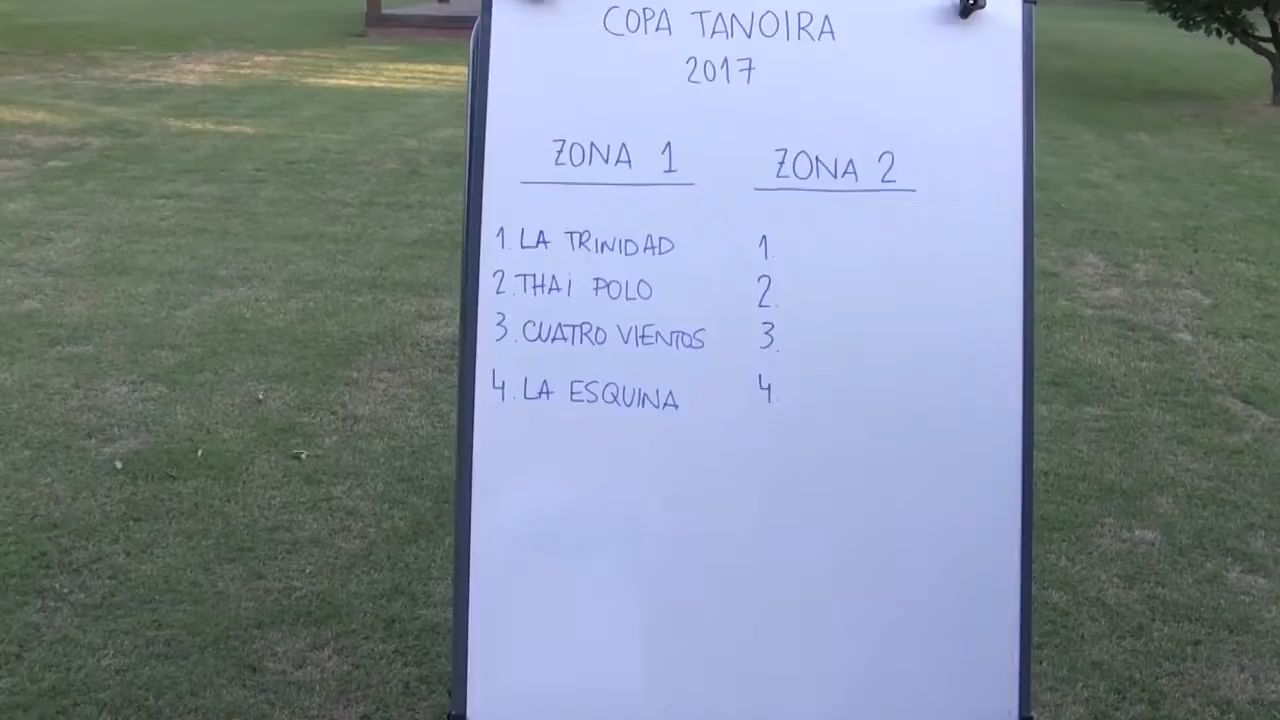 COPA TANOIRA
2017
ZONA 1
ZONA 2
1. LA TRINIDAD
2. THAi POLO
3. CUATRO VIENTOS
4. LA ESQUINA
1.
2.
3.
4.